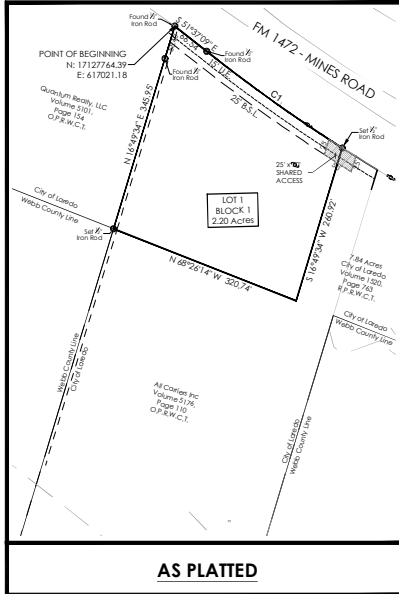 FM 1472 - MINES ROAD
Found ½"
Iron Rod
S 51°37'09" E
66.54'
Found ½"
Iron Rod
POINT OF BEGINNING
N: 17127764.39
E: 617021.18
Found ½"
Iron Rod
15' U.E.
25' B.S.L.
C1
Quantum Realty, LLC
Volume 5101,
Page 154
O.P.R.W.C.T.
N 16°49'34" E 345.95'
Set ½"
Iron Rod
25' x
SHARED
ACCESS
LOT 1
BLOCK 1
2.20 Acres
S 16°49'34" W 260.92'
City of Laredo
Webb County Line
Set ½"
Iron Rod
N 68°26'14" W 320.74'
7.84 Acres
City of Laredo
Volume 1520,
Page 763
R.P.R.W.C.T.
City of Laredo
Webb County Line
Webb County Line
City of Laredo
All Carriers Inc
Volume 5176,
Page 110
O.P.R.W.C.T.
City of Laredo
Webb County Line
AS PLATTED